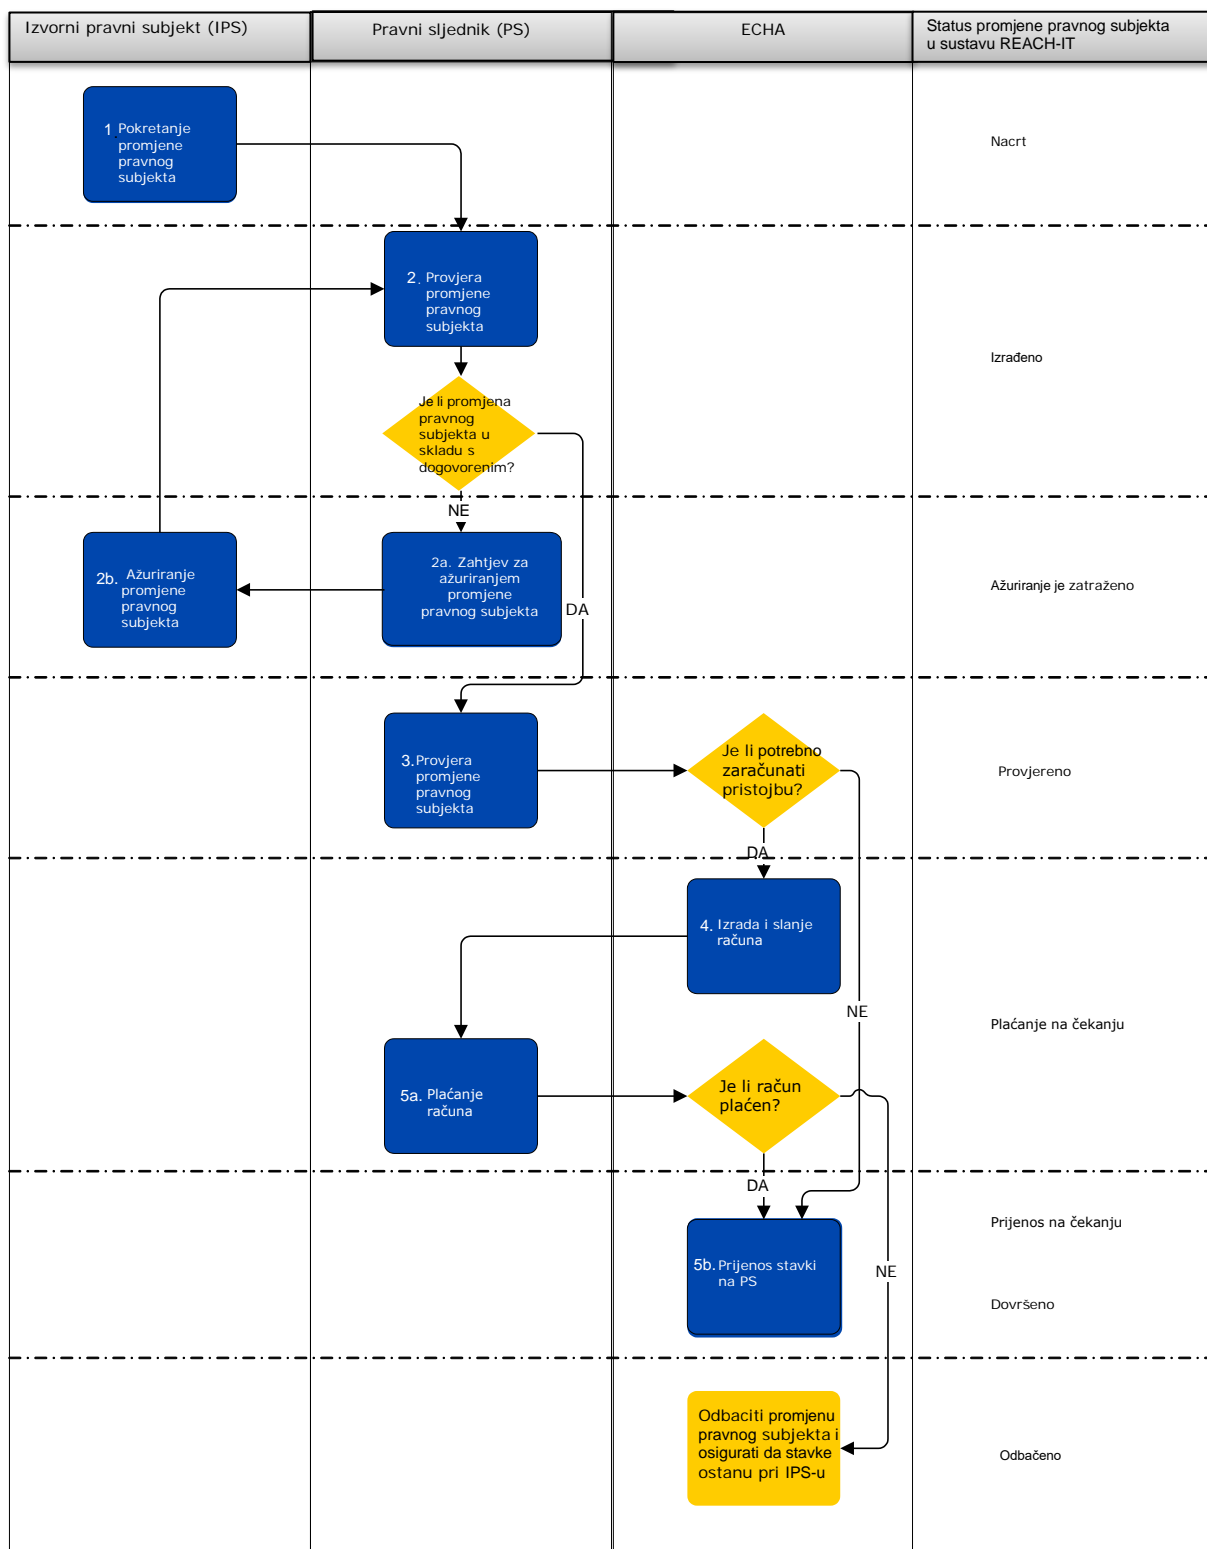 Izvorni pravni subjekt (IPS)
Pravni sljednik (PS)
ECHA
Status promjene pravnog subjekta
u sustavu REACH-IT
1. Pokretanje
promjene
pravnog
subjekta
Nacrt
2. Provjera
promjene
pravnog
subjekta
Izrađeno
Je li promjena
pravnog
subjekta u
skladu s
dogovorenim?
NE
2b. Ažuriranje
promjene
pravnog
subjekta
2a. Zahtjev za
ažuriranjem
promjene
pravnog subjekta
DA
Ažuriranje je zatraženo
3. Provjera
promjene
pravnog
subjekta
Je li potrebno
zaračunati
pristojbu?
Provjereno
DA
4. Izrada i slanje
računa
NE
Plaćanje na čekanju
5a. Plaćanje
računa
Je li račun
plaćen?
DA
Prijenos na čekanju
5b. Prijenos stavki
na PS
NE
Dovršeno
Odbaciti promjenu
pravnog subjekta i
osigurati da stavke
ostanu pri IPS-u
Odbačeno